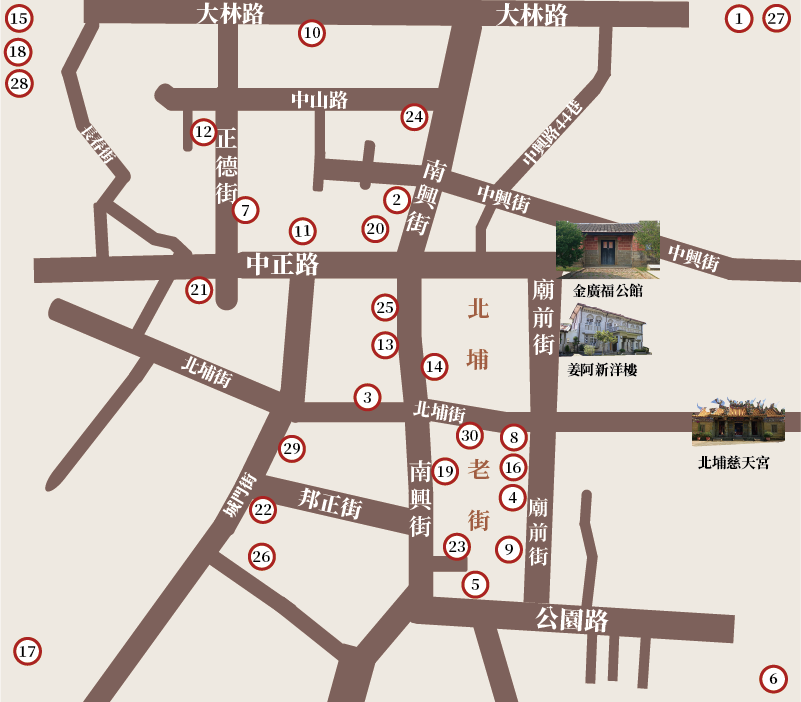 大林路
大林路
15
1
27
10
18
28
中山路
24
中興路44巷
12
正德街
長春街
南興街
中興街
2
7
20
11
中興街
中正路
金廣福公館
21
廟前街
25
北埔
老街
13
姜阿新洋樓
14
北埔街
3
北埔街
30
8
29
北埔慈天宮
南興街
19
16
城門街
邦正街
4
22
廟前街
23
9
26
5
公園路
17
6